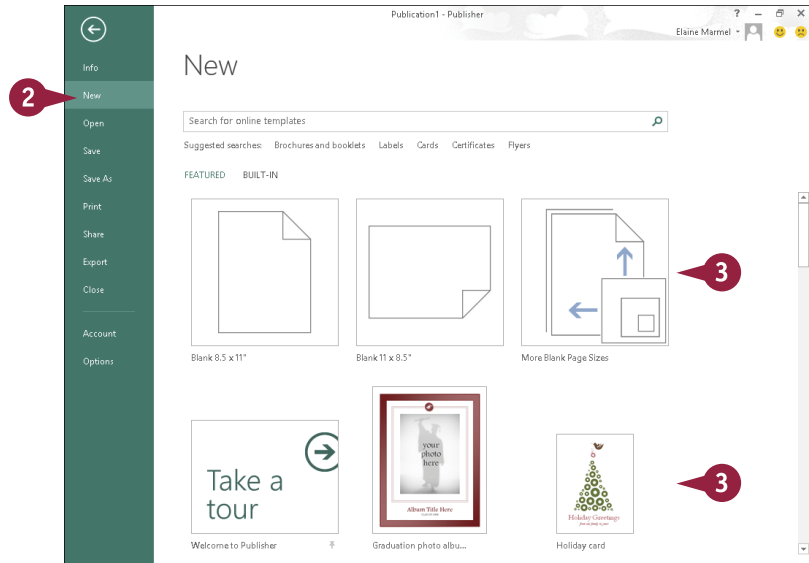 Publication1 - Publisher
?
Elaine Marmel
Info
New
Open
Save
Save As
Print
Share
Export
Close
Account
Options
2
New
Search for online templates
Suggested searches: Brochures and booklets Labels Cards Certificates Flyers
FEATURED BUILT-IN
3
Blank 8.5 x 11"
Blank 11 x 8.5"
More Blank Page Sizes
Take a
tour
your
photo
here
Album Title Here
Holiday Greetings
3
Welcome to Publisher
Graduation photo albu...
Holiday card